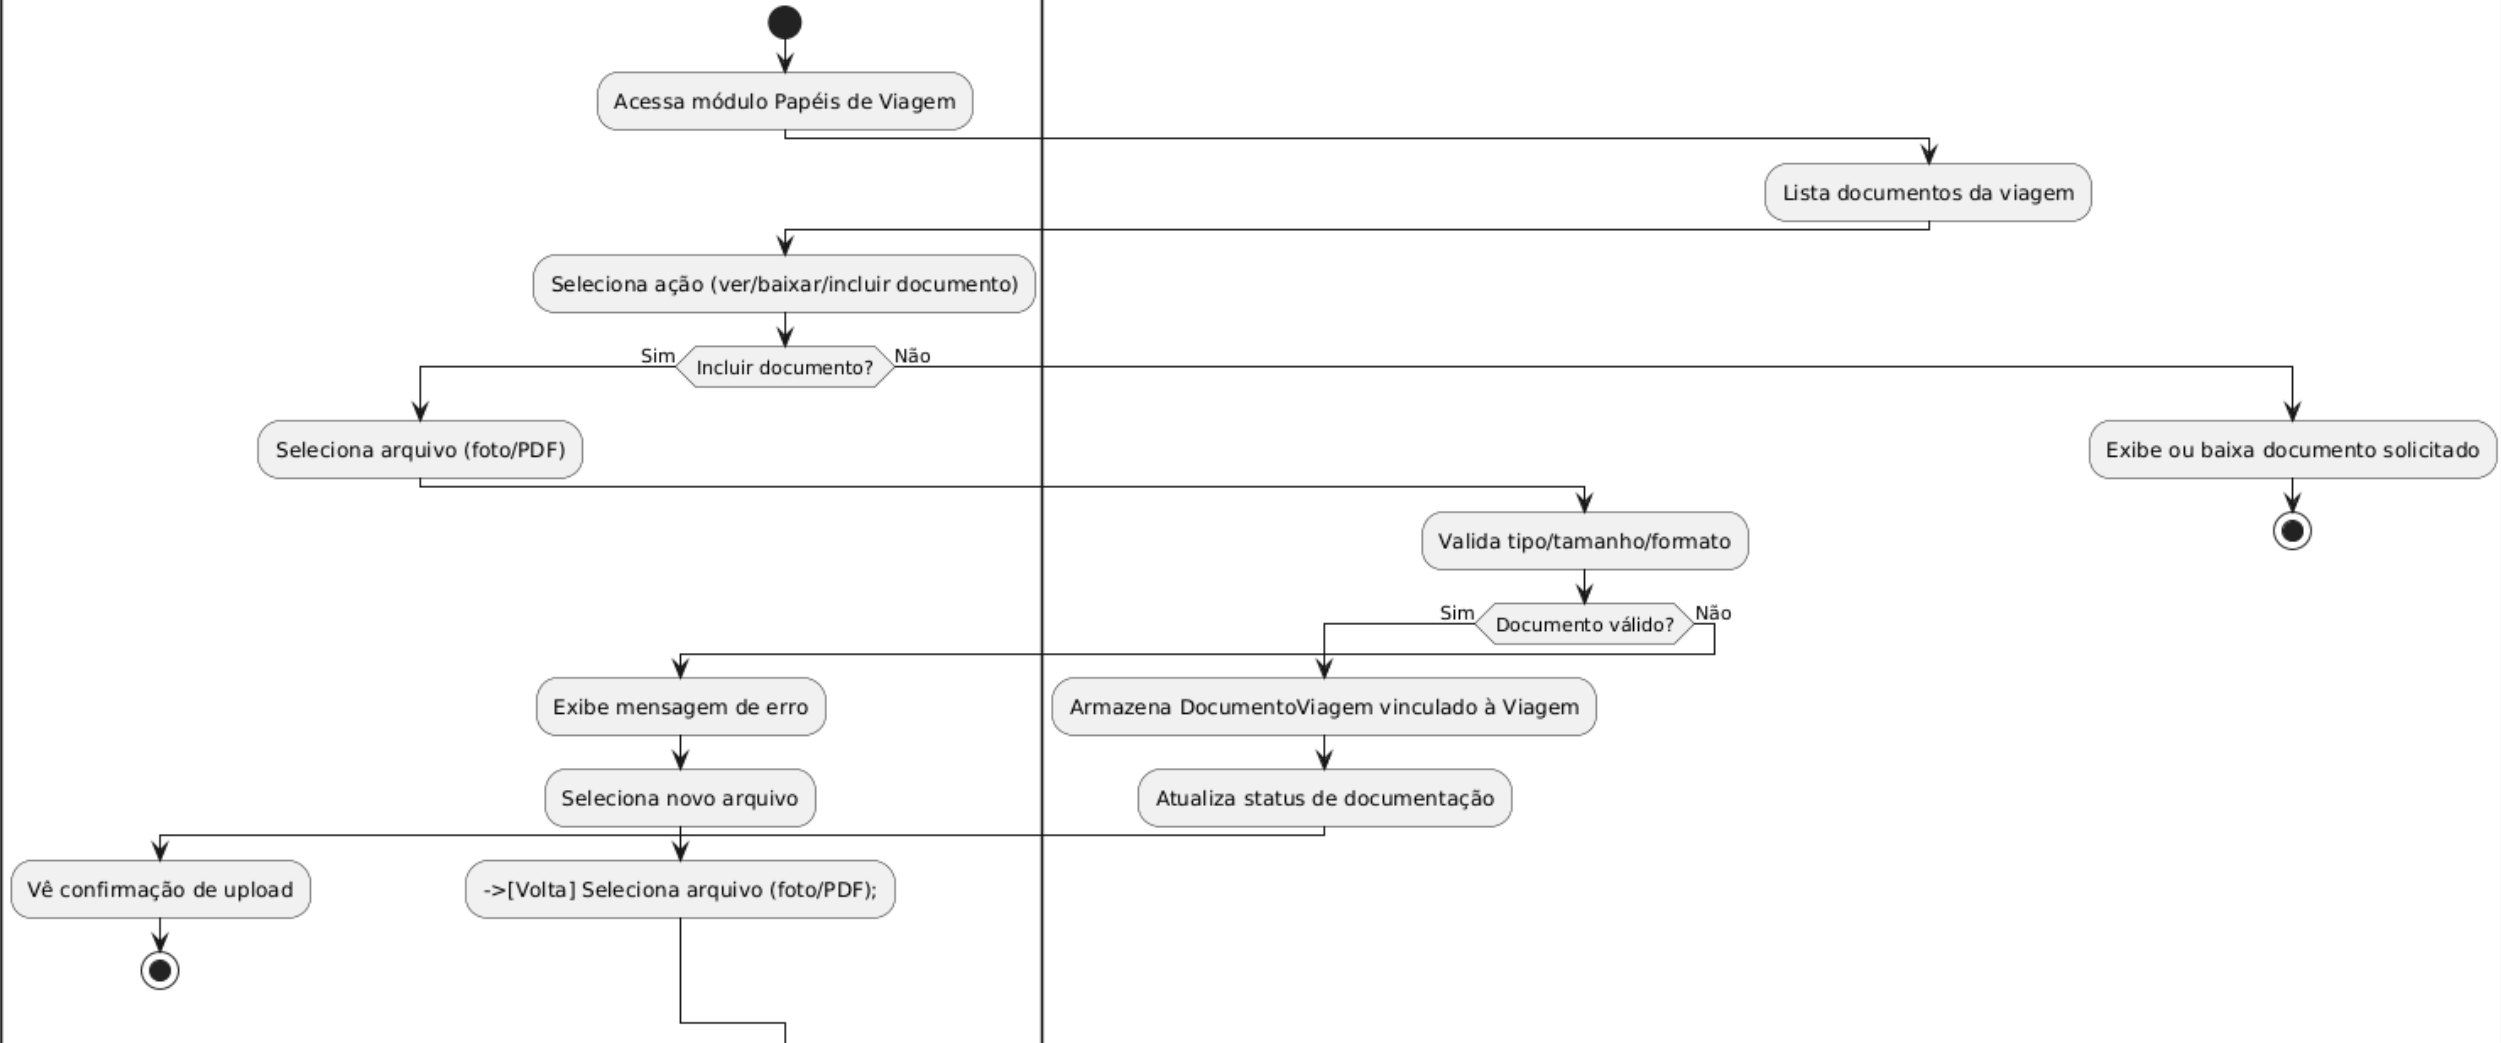 Acessa módulo Papéis de Viagem
Lista documentos da viagem
Seleciona ação (ver/baixar/incluir documento)
Sim
Incluir documento?
Não
Seleciona arquivo (foto/PDF)
Exibe ou baixa documento solicitado
Valida tipo/tamanho/formato
Sim
Documento válido?
Não
Exibe mensagem de erro
Armazena DocumentoViagem vinculado à Viagem
Seleciona novo arquivo
Atualiza status de documentação
Vê confirmação de upload
->[Volta] Seleciona arquivo (foto/PDF);